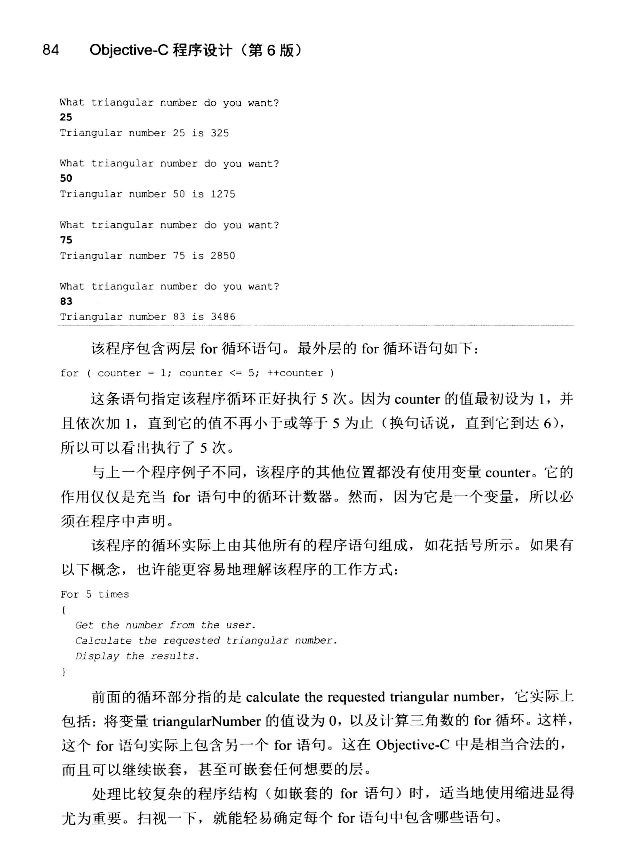 84 Objective-C 程序设计（第 6 版）
What triangular number do you want?
25
Triangular number 25 is 325
What triangular number do you want?
50
Triangular number 50 is 1275
What triangular number do you want?
75
Triangular number 75 is 2850
What triangular number do you want?
83
Triangular number 83 is 3486
该程序包含两层 for 循环语句。最外层的 for 循环语句如下：
for ( counter = 1; counter <= 5; ++counter )
这条语句指定该程序循环正好执行 5 次。因为 counter 的值最初设为 1，并
且依次加 1，直到它的值不再小于或等于 5 为止（换句话说，直到它到达 6），
所以可以看出执行了 5 次。
与上一个程序例子不同，该程序的其他位置都没有使用变量 counter。它的
作用仅仅是充当 for 语句中的循环计数器。然而，因为它是一个变量，所以必
须在程序中声明。
该程序的循环实际上由其他所有的程序语句组成，如花括号所示。如果有
以下概念，也许能更容易地理解该程序的工作方式：
For 5 times
{
Get the number from the user.
Calculate the requested triangular number.
Display the results.
}
前面的循环部分指的是 calculate the requested triangular number，它实际上
包括：将变量 triangularNumber 的值设为 0，以及计算三角数的 for 循环。这样，
这个 for 语句实际上包含另一个 for 语句。这在 Objective-C 中是相当合法的，
而且可以继续嵌套，甚至可嵌套任何想要的层。
处理比较复杂的程序结构（如嵌套的 for 语句）时，适当地使用缩进显得
尤为重要。扫视一下，就能轻易确定每个 for 语句中包含哪些语句。